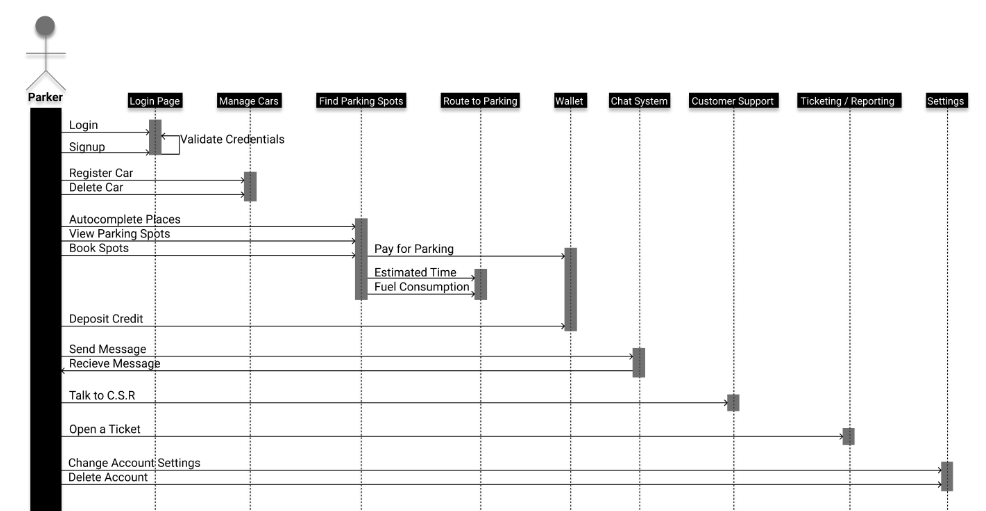 Parker
Login Page
Manage Cars
Find Parking Spots
Route to Parking
Wallet
Chat System
Customer Support
Ticketing / Reporting
Settings
Login
Validate Credentials
Signup
Register Car
Delete Car
Autocomplete Places
View Parking Spots
Book Spots
Pay for Parking
Estimated Time
Fuel Consumption
Deposit Credit
Send Message
Recieve Message
Talk to C.S.R
Open a Ticket
Change Account Settings
Delete Account